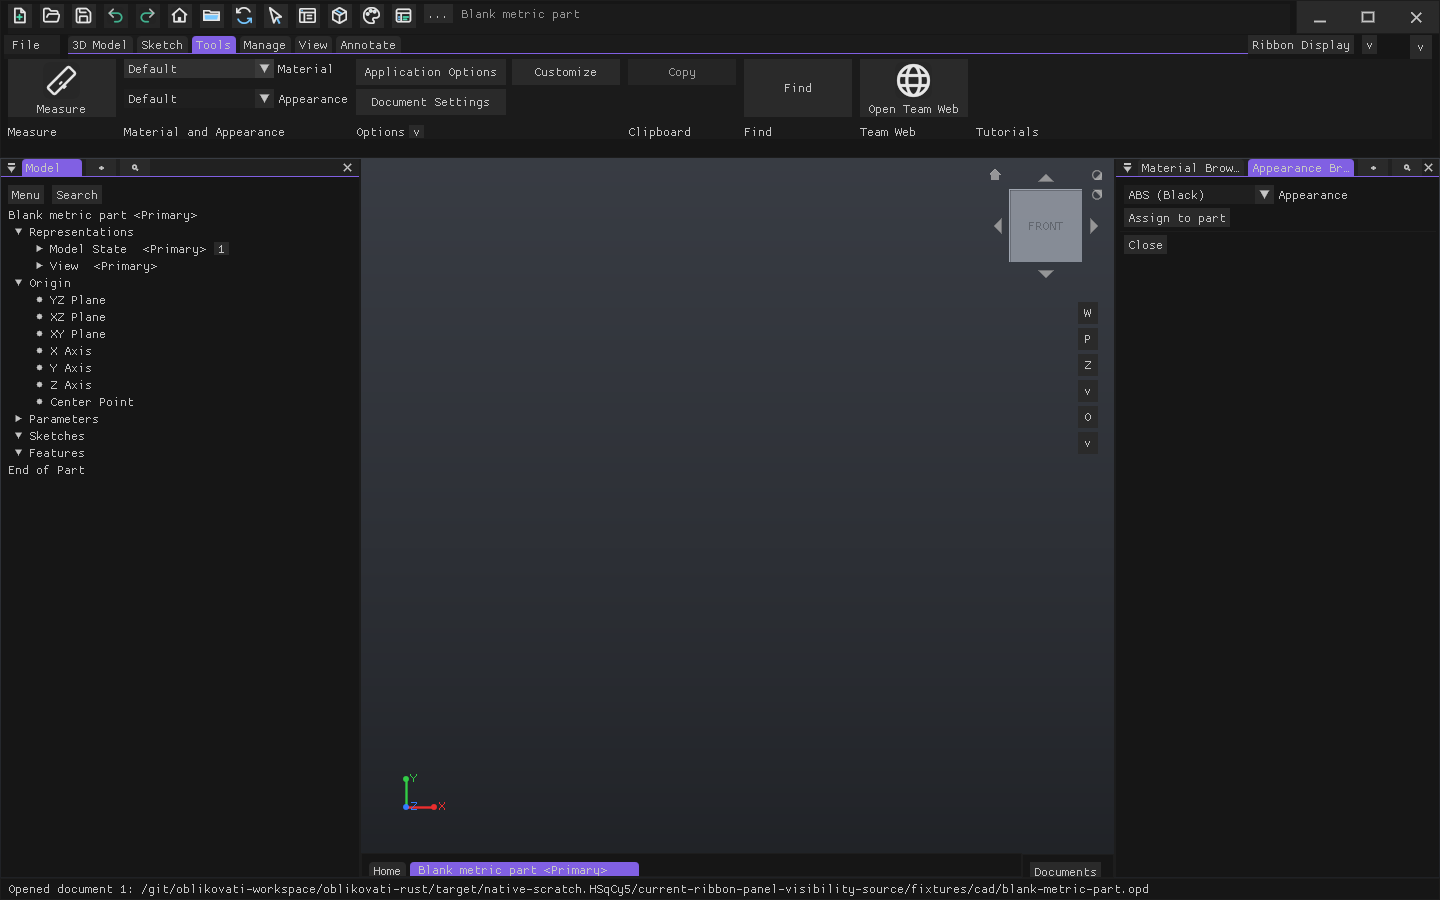 ... Blank metric part
File 3D Model Sketch Tools Manage View Annotate Ribbon Display v v
Default Material Application Options Customize Copy Find
Default Appearance Document Settings
Measure Open Team Web
Measure Material and Appearance Options v Clipboard Find Team Web Tutorials
Model Material Brow… Appearance Br…
Menu Search
ABS (Black) Appearance
Blank metric part <Primary>
Assign to part
Representations
Model State <Primary> 1
Close
View <Primary>
Origin
YZ Plane
XZ Plane
XY Plane
X Axis
Y Axis
Z Axis
Center Point
Parameters
Sketches
Features
End of Part
FRONT
W
P
Z
v
O
v
Y
Z X
Home Blank metric part <Primary> Documents
Opened document 1: /git/oblikovati-workspace/oblikovati-rust/target/native-scratch.HSqCy5/current-ribbon-panel-visibility-source/fixtures/cad/blank-metric-part.opd